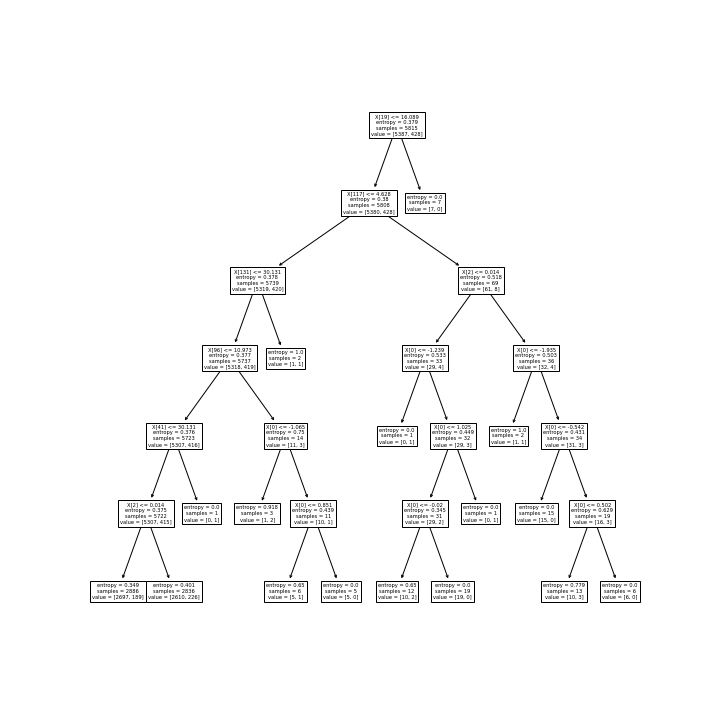 X[19] <= 16.089
entropy = 0.379
samples = 5815
value = [5387, 428]
X[117] <= 4.628
entropy = 0.38
samples = 5808
value = [5380, 428]
entropy = 0.0
samples = 7
value = [7, 0]
X[131] <= 30.131
entropy = 0.378
samples = 5739
value = [5319, 420]
X[2] <= 0.014
entropy = 0.518
samples = 69
value = [61, 8]
X[96] <= 10.973
entropy = 0.377
samples = 5737
value = [5318, 419]
entropy = 1.0
samples = 2
value = [1, 1]
X[0] <= -1.239
entropy = 0.533
samples = 33
value = [29, 4]
X[0] <= -1.935
entropy = 0.503
samples = 36
value = [32, 4]
X[41] <= 30.131
entropy = 0.376
samples = 5723
value = [5307, 416]
X[0] <= -1.065
entropy = 0.75
samples = 14
value = [11, 3]
entropy = 0.0
samples = 1
value = [0, 1]
X[0] <= 1.025
entropy = 0.449
samples = 32
value = [29, 3]
entropy = 1.0
samples = 2
value = [1, 1]
X[0] <= -0.542
entropy = 0.431
samples = 34
value = [31, 3]
X[2] <= 0.014
entropy = 0.375
samples = 5722
value = [5307, 415]
entropy = 0.0
samples = 1
value = [0, 1]
entropy = 0.918
samples = 3
value = [1, 2]
X[0] <= 0.851
entropy = 0.439
samples = 11
value = [10, 1]
X[0] <= -0.02
entropy = 0.345
samples = 31
value = [29, 2]
entropy = 0.0
samples = 1
value = [0, 1]
entropy = 0.0
samples = 15
value = [15, 0]
X[0] <= 0.502
entropy = 0.629
samples = 19
value = [16, 3]
entropy = 0.349
samples = 2886
value = [2697, 189]
entropy = 0.401
samples = 2836
value = [2610, 226]
entropy = 0.65
samples = 6
value = [5, 1]
entropy = 0.0
samples = 5
value = [5, 0]
entropy = 0.65
samples = 12
value = [10, 2]
entropy = 0.0
samples = 19
value = [19, 0]
entropy = 0.779
samples = 13
value = [10, 3]
entropy = 0.0
samples = 6
value = [6, 0]